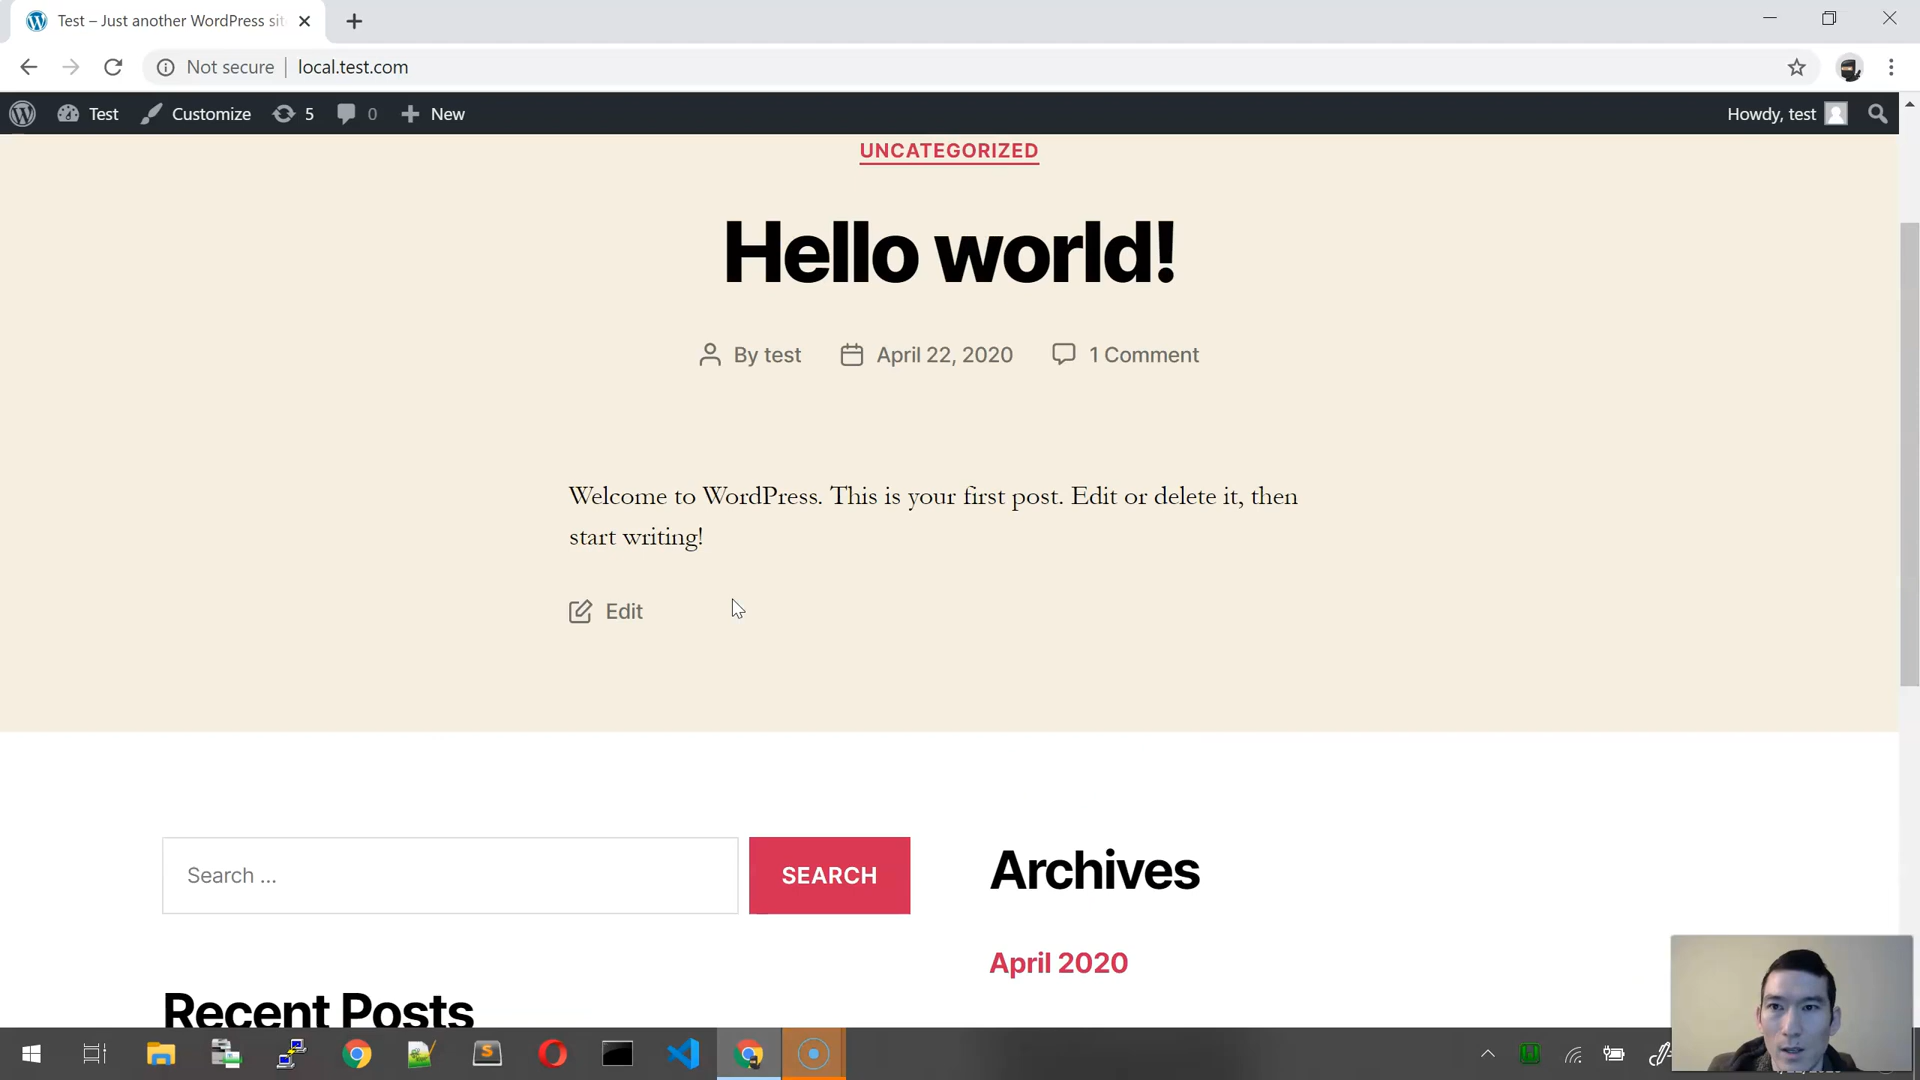 Test – Just another WordPress sit
Not secure | local.test.com
Test Customize 5 0 New Howdy, test
UNCATEGORIZED
Hello world!
By test April 22, 2020 1 Comment
Welcome to WordPress. This is your first post. Edit or delete it, then
start writing!
Edit
Search ... SEARCH
Archives
April 2020
Recent Posts